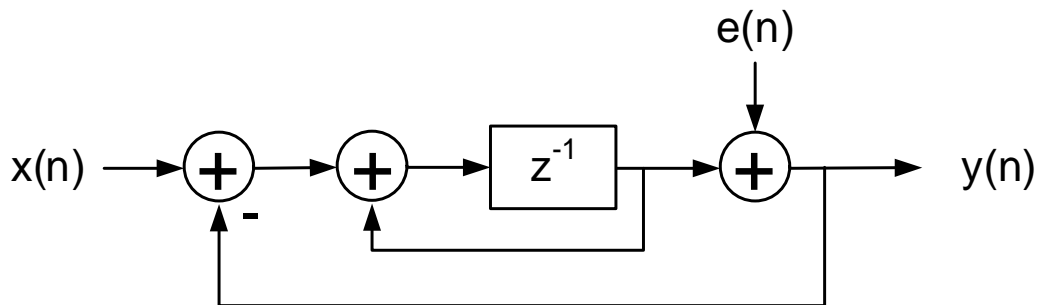 e(n)
x(n) + + z⁻¹ + y(n)
-